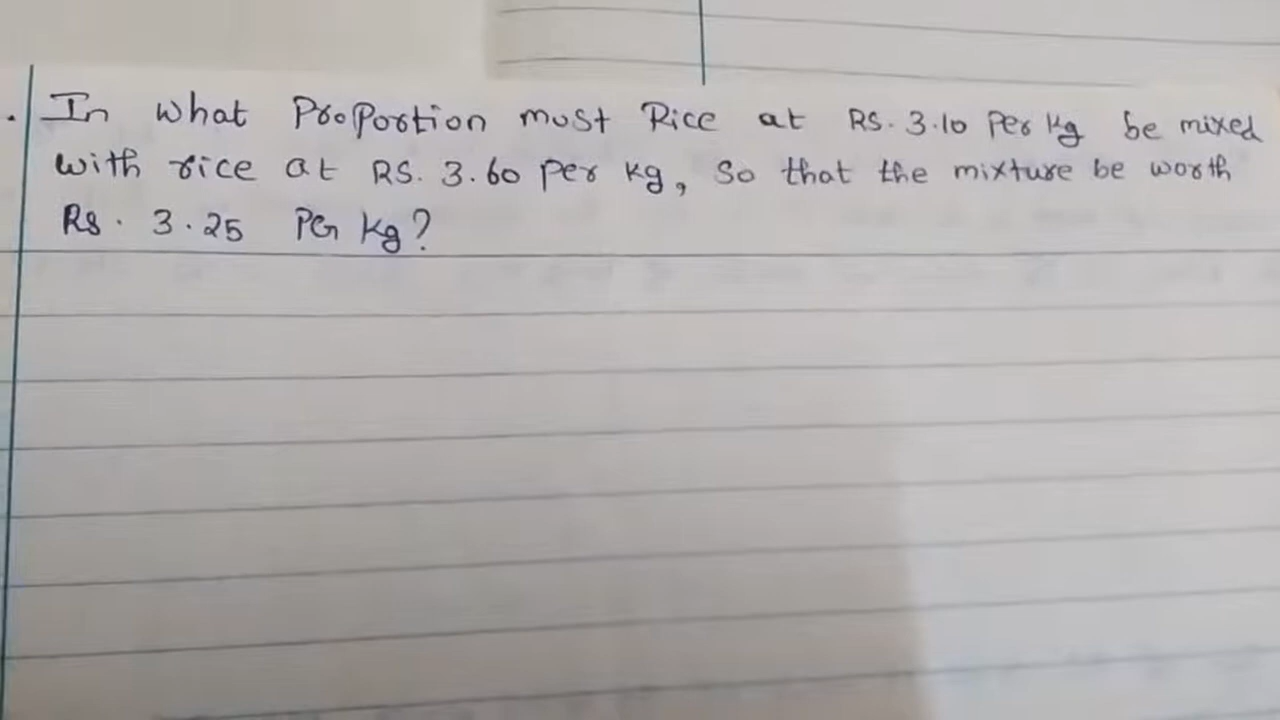 . In what Proportion must Rice at RS. 3.10 Per kg be mixed
with rice at RS. 3.60 Per kg, so that the mixture be worth
Rs. 3.25 Per kg?